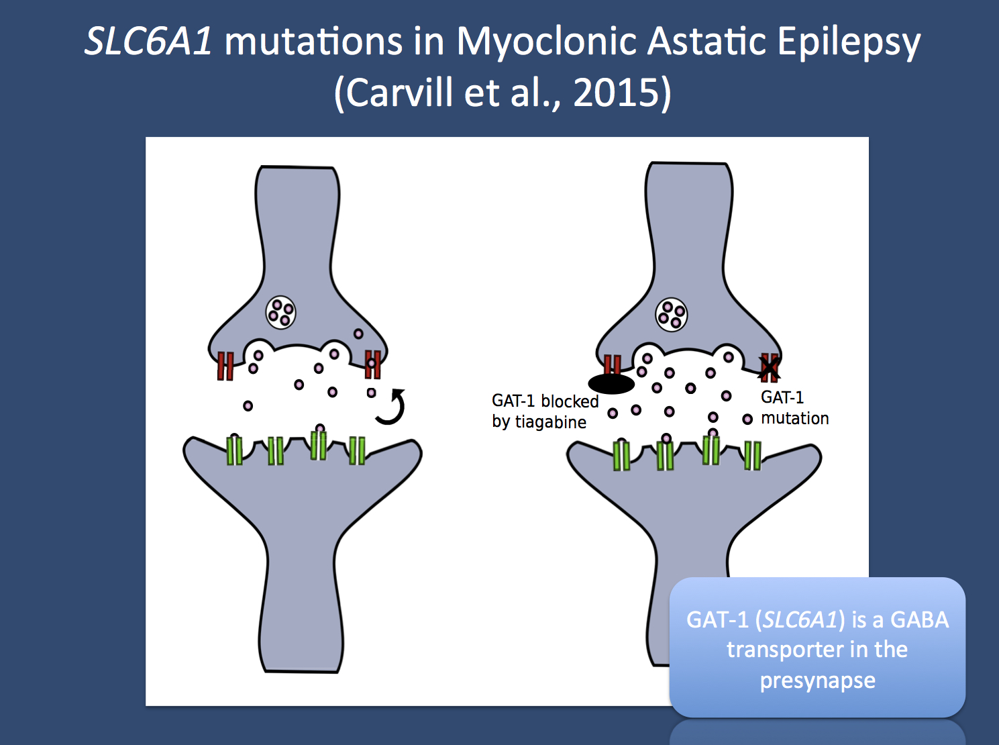 SLC6A1 mutations in Myoclonic Astatic Epilepsy
(Carvill et al., 2015)
GAT-1 blocked
by tiagabine
GAT-1
mutation
GAT-1 (SLC6A1) is a GABA
transporter in the
presynapse